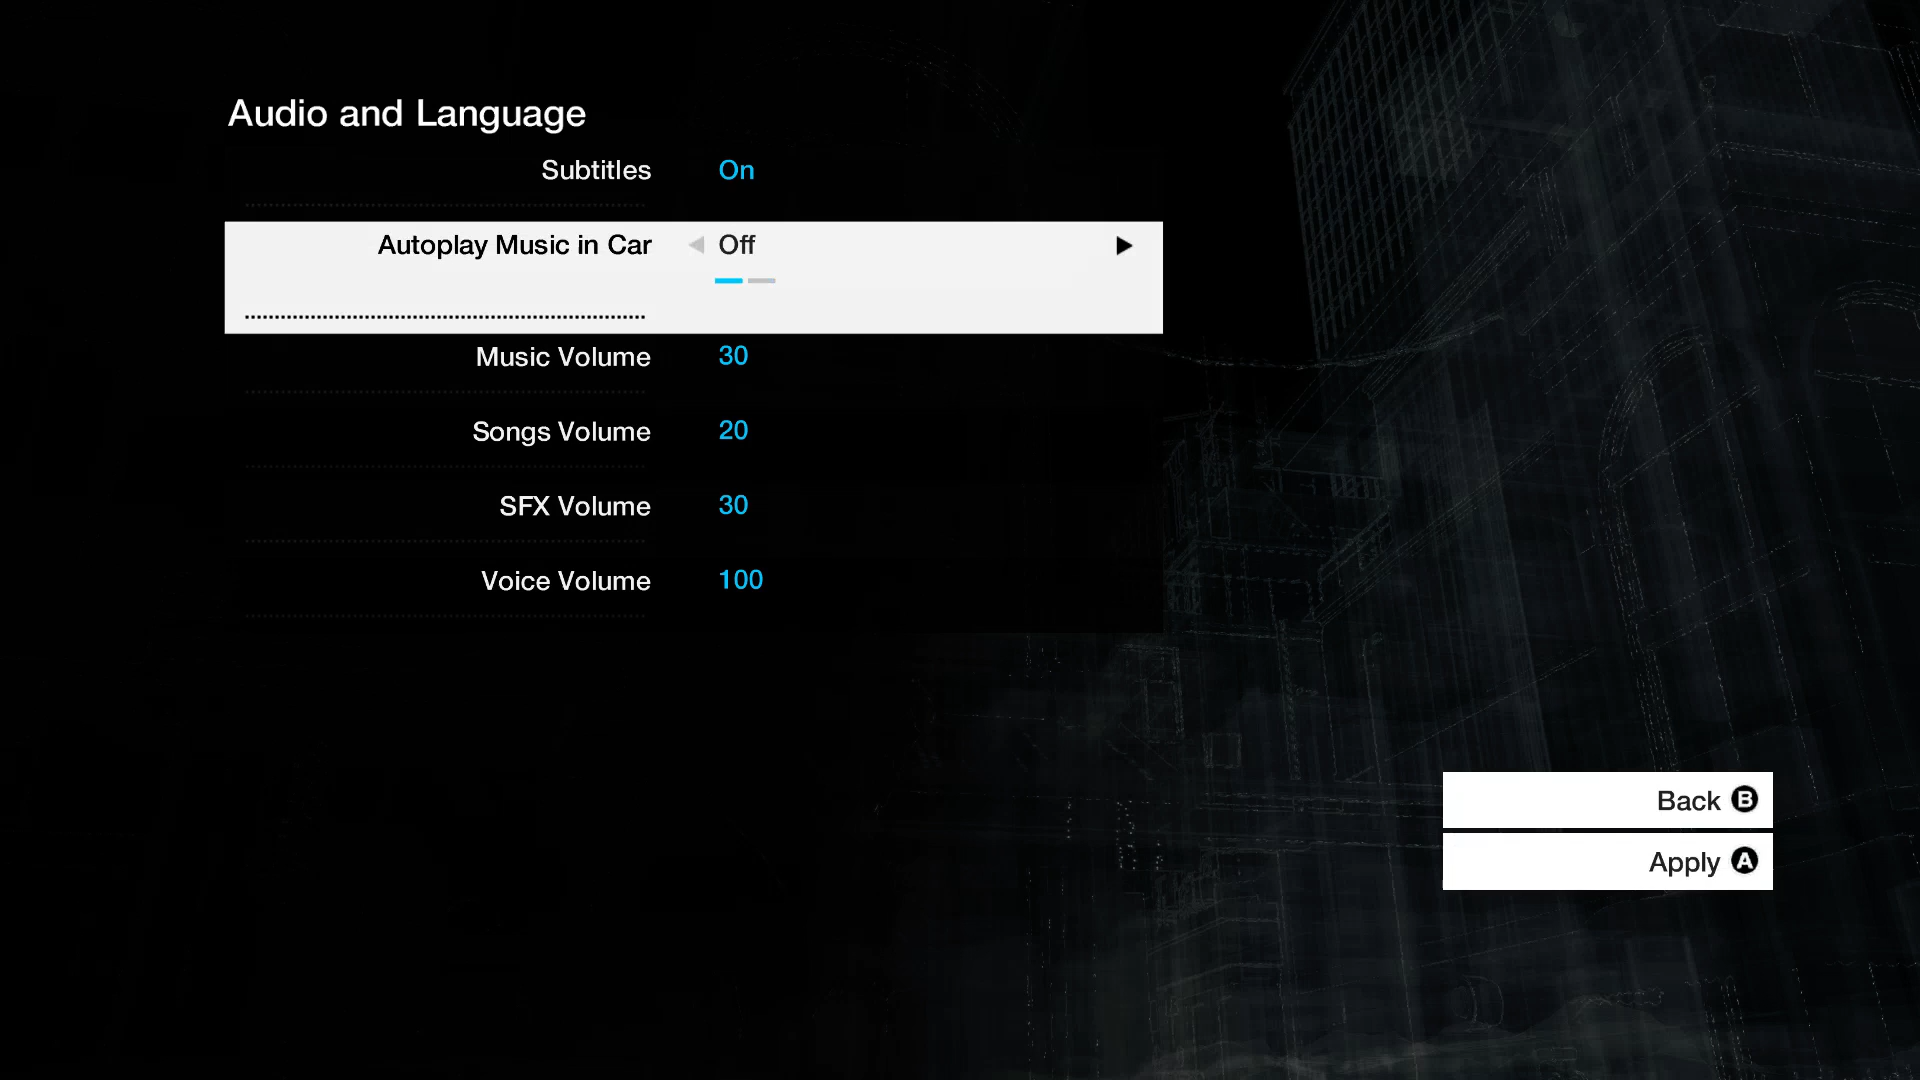 Audio and Language
Subtitles On
Autoplay Music in Car Off
Music Volume 30
Songs Volume 20
SFX Volume 30
Voice Volume 100
Back B
Apply A